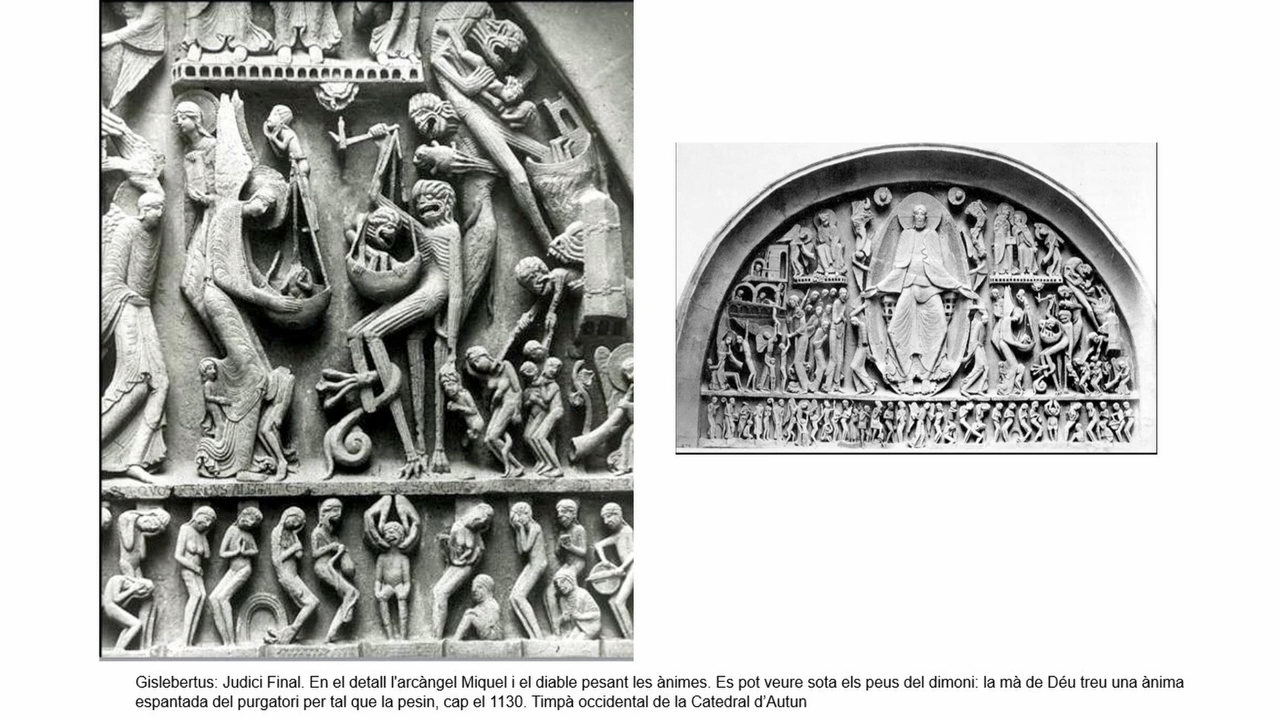 Gislebertus: Judici Final. En el detall l'arcàngel Miquel i el diable pesant les ànimes. Es pot veure sota els peus del dimoni: la mà de Déu treu una ànima
espantada del purgatori per tal que la pesin, cap el 1130. Timpà occidental de la Catedral d'Autun